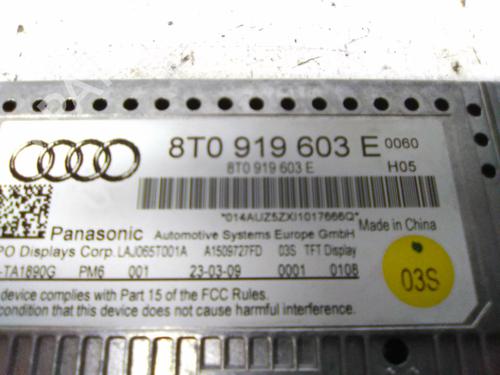 8T0 919 603 E 0060
8T0 919 603 E H05
*014AUZ5ZXI1017666Q*
Panasonic Automotive Systems Europe GmbH
Made in China
PO Displays Corp. LAJ065T001A A1509727FD 03S TFT Display
-TA1890G PM6 001 23-03-09 0001 0108
03S
device complies with Part 15 of the FCC Rules.
condition that this device does not cause harmful interference.